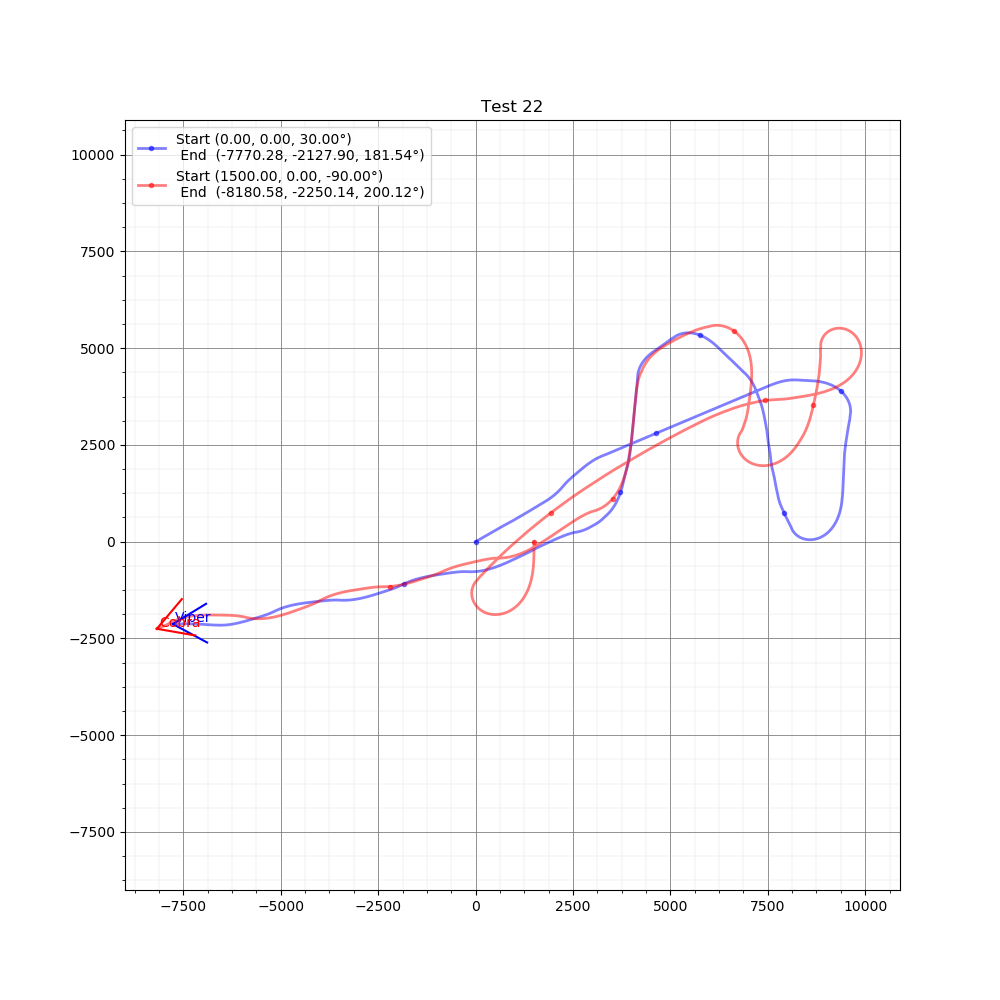 Test 22
Start (0.00, 0.00, 30.00°)
End  (-7770.28, -2127.90, 181.54°)
Start (1500.00, 0.00, -90.00°)
End  (-8180.58, -2250.14, 200.12°)
10000
7500
5000
2500
0
−2500
−5000
−7500
Viper
Cobra
−7500 −5000 −2500 0 2500 5000 7500 10000